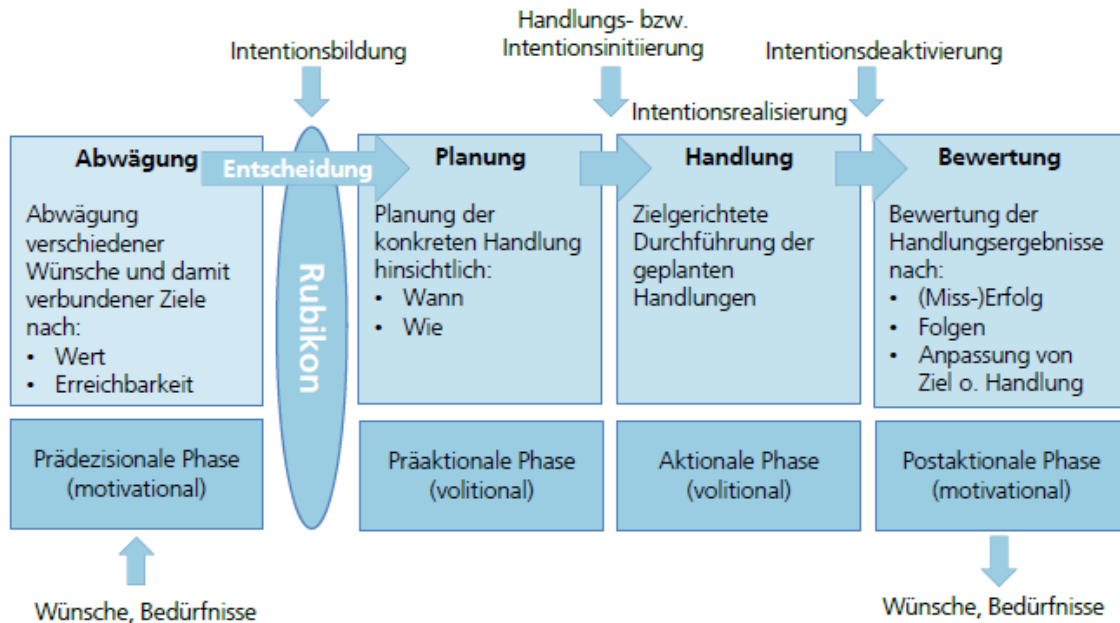 Intentionsbildung
Handlungs- bzw.
Intentionsinitiierung
Intentionsdeaktivierung
Intentionsrealisierung
Abwägung
Abwägung
verschiedener
Wünsche und damit
verbundener Ziele
nach:
• Wert
• Erreichbarkeit
Entscheidung
Rubikon
Planung
Planung der
konkreten Handlung
hinsichtlich:
• Wann
• Wie
Handlung
Zielgerichtete
Durchführung der
geplanten
Handlungen
Bewertung
Bewertung der
Handlungsergebnisse
nach:
• (Miss-)Erfolg
• Folgen
• Anpassung von
Ziel o. Handlung
Prädezisionale Phase
(motivational)
Präaktionale Phase
(volitional)
Aktionale Phase
(volitional)
Postaktionale Phase
(motivational)
Wünsche, Bedürfnisse
Wünsche, Bedürfnisse